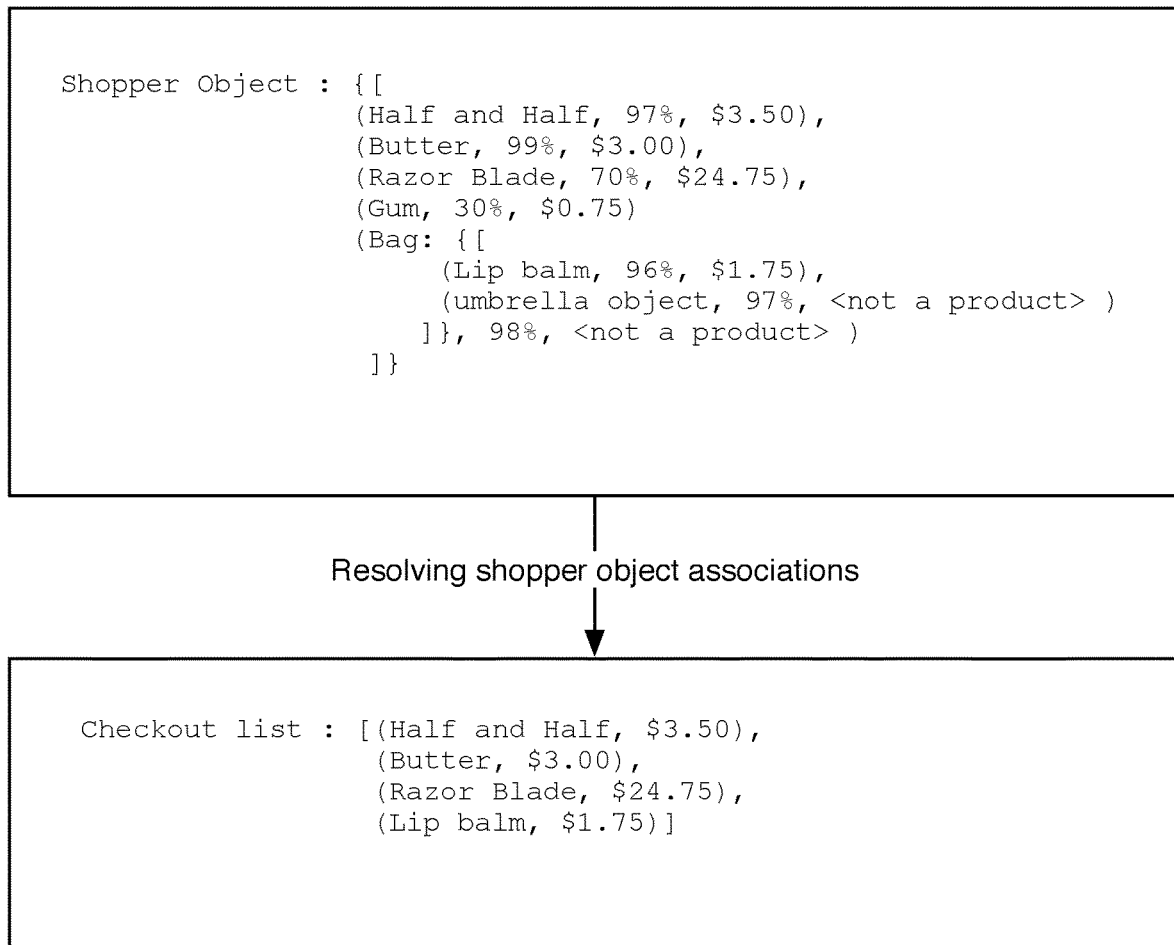 Shopper Object : {[
(Half and Half, 97%, $3.50),
(Butter, 99%, $3.00),
(Razor Blade, 70%, $24.75),
(Gum, 30%, $0.75)
(Bag: {[
(Lip balm, 96%, $1.75),
(umbrella object, 97%, <not a product> )
]}, 98%, <not a product> )
]}
Resolving shopper object associations
Checkout list : [(Half and Half, $3.50),
(Butter, $3.00),
(Razor Blade, $24.75),
(Lip balm, $1.75)]